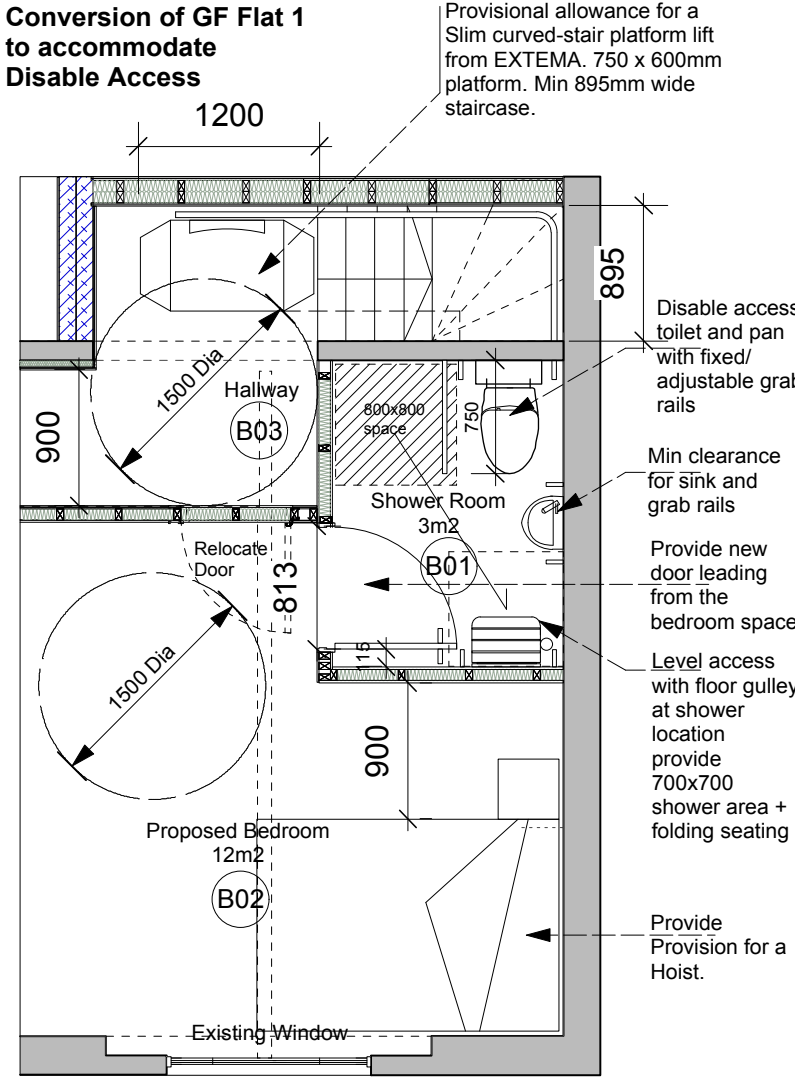 Conversion of GF Flat 1
to accommodate
Disable Access
Provisional allowance for a
Slim curved-stair platform lift
from EXTEMA. 750 x 600mm
platform. Min 895mm wide
staircase.
1200
895
Disable access
toilet and pan
with fixed/
adjustable grab
rails
1500 Dia
Hallway
B03
900
800x800
space
750
Min clearance
for sink and
grab rails
Shower Room
3m2
B01
Relocate
Door
813
Provide new
door leading
from the
bedroom space
115
1500 Dia
Level access
with floor gulley
at shower
location
provide
700x700
shower area +
folding seating
900
Proposed Bedroom
12m2
B02
Provide
Provision for a
Hoist.
Existing Window